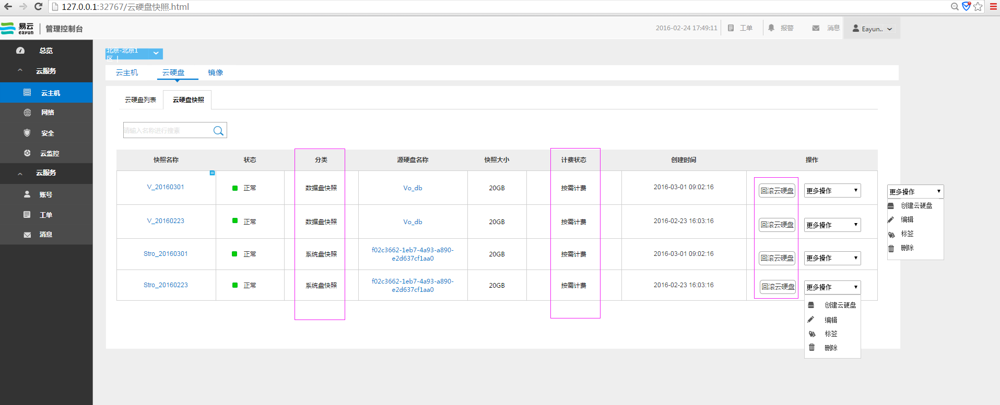 127.0.0.1:32767/云硬盘快照.html
易云
eayun
管理控制台
2016-02-24 17:49:11
工单
报警
消息
Eayun..
总览
云服务
云主机
网络
安全
云监控
云服务
账号
工单
消息
北京-北京1
区
云主机
云硬盘
镜像
云硬盘列表
云硬盘快照
请输入名称进行搜素
快照名称 状态 分类 源硬盘名称 快照大小 计费状态 创建时间 操作
V_20160301 正常 数据盘快照 Vo_db 20GB 按需计费 2016-03-01 09:02:16 回滚云硬盘 更多操作
V_20160223 正常 数据盘快照 Vo_db 20GB 按需计费 2016-02-23 16:03:16 回滚云硬盘 更多操作
Stro_20160301 正常 系统盘快照 f02c3662-1eb7-4a93-a890-
e2d637cf1aa0 20GB 按需计费 2016-03-01 09:02:16 回滚云硬盘 更多操作
Stro_20160223 正常 系统盘快照 f02c3662-1eb7-4a93-a890-
e2d637cf1aa0 20GB 按需计费 2016-02-23 16:03:16 回滚云硬盘 更多操作
创建云硬盘
编辑
标签
删除
更多操作
创建云硬盘
编辑
标签
删除